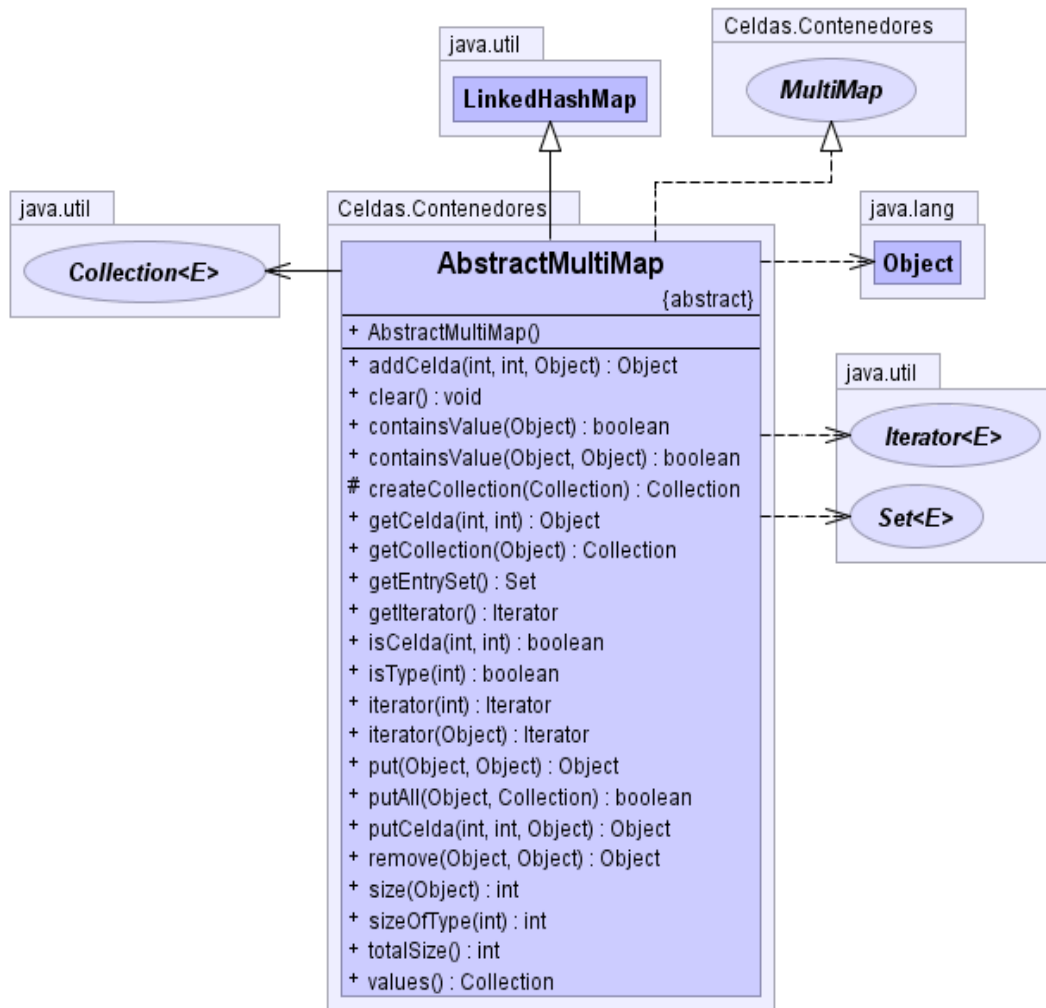 Celdas.Contenedores
java.util
MultiMap
LinkedHashMap
java.util
Celdas.Contenedores
java.lang
Collection<E>
AbstractMultiMap
Object
{abstract}
+ AbstractMultiMap()
+ addCelda(int, int, Object) : Object
java.util
+ clear() : void
+ containsValue(Object) : boolean
Iterator<E>
+ containsValue(Object, Object) : boolean
# createCollection(Collection) : Collection
Set<E>
+ getCelda(int, int) : Object
+ getCollection(Object) : Collection
+ getEntrySet() : Set
+ getIterator() : Iterator
+ isCelda(int, int) : boolean
+ isType(int) : boolean
+ iterator(int) : Iterator
+ iterator(Object) : Iterator
+ put(Object, Object) : Object
+ putAll(Object, Collection) : boolean
+ putCelda(int, int, Object) : Object
+ remove(Object, Object) : Object
+ size(Object) : int
+ sizeOfType(int) : int
+ totalSize() : int
+ values() : Collection